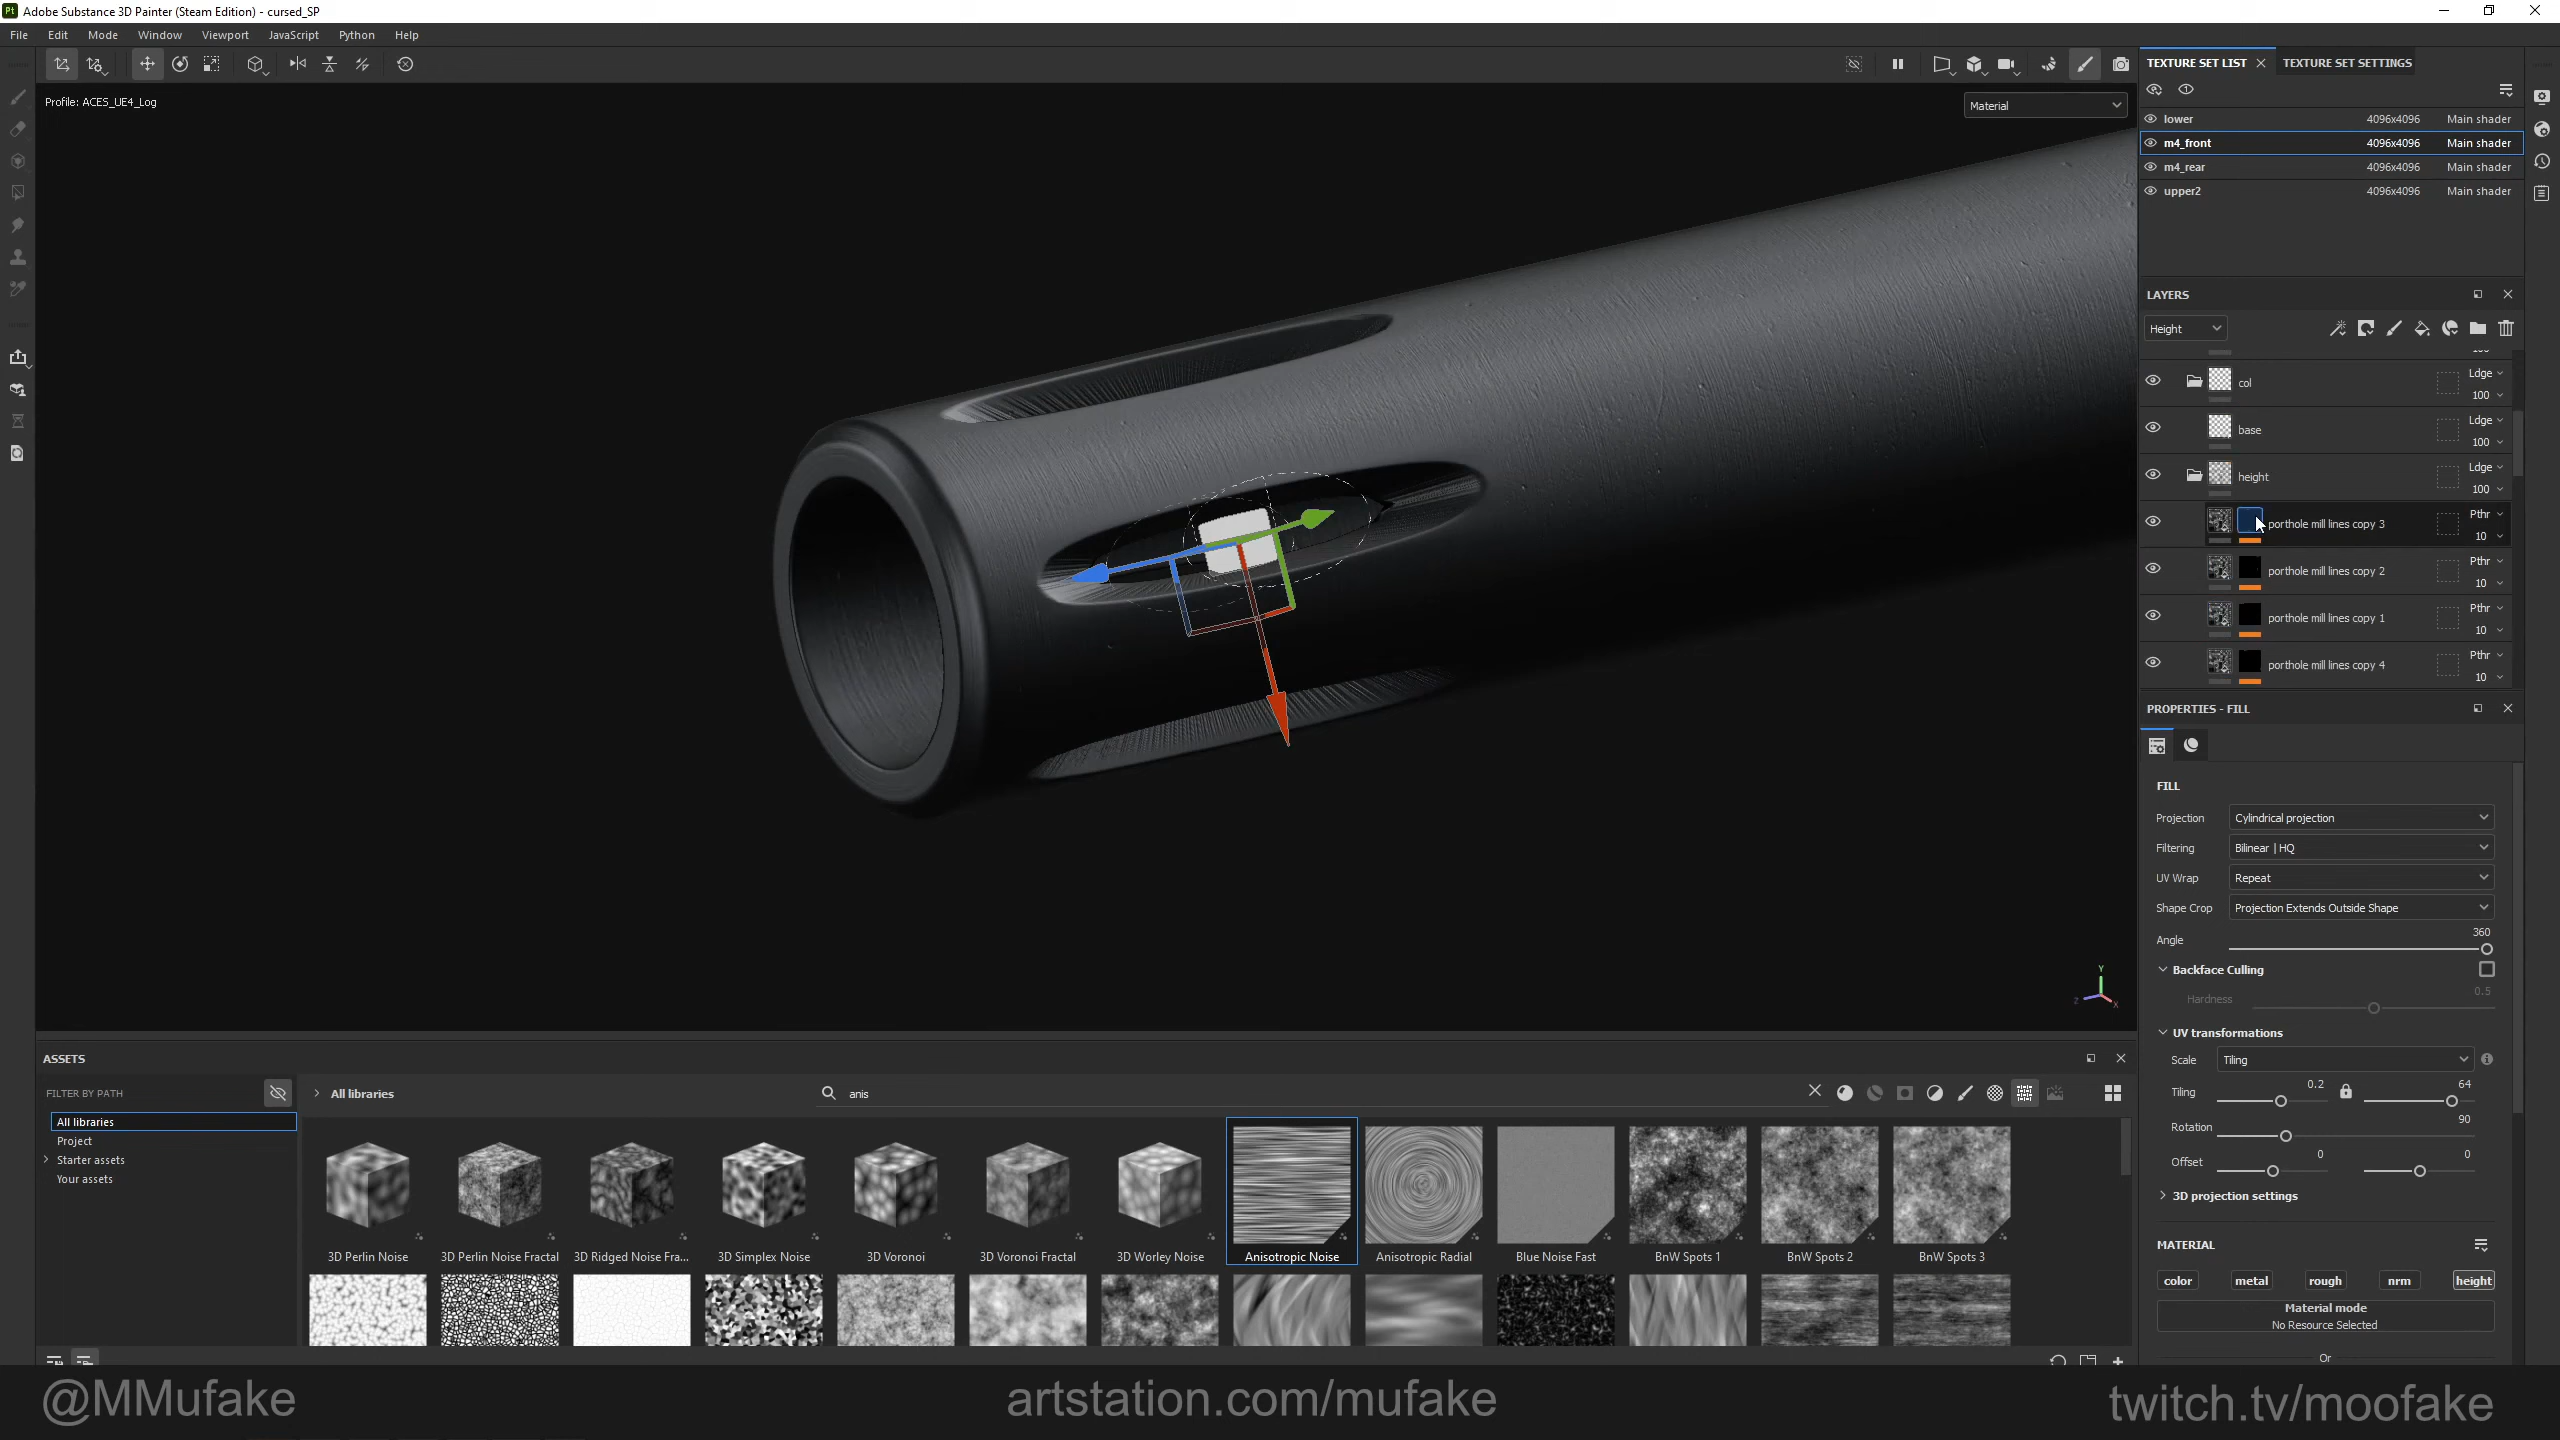 Adobe Substance 3D Painter (Steam Edition) - cursed_SP
File Edit Mode Window Viewport JavaScript Python Help
Profile: ACES_UE4_Log
Material
TEXTURE SET LIST TEXTURE SET SETTINGS
lower 4096x4096 Main shader
m4_front 4096x4096 Main shader
m4_rear 4096x4096 Main shader
upper2 4096x4096 Main shader
LAYERS
Height
col Ldge
100
base Ldge
100
height Ldge
100
porthole mill lines copy 3 Pthr
10
porthole mill lines copy 2 Pthr
10
porthole mill lines copy 1 Pthr
10
porthole mill lines copy 4 Pthr
10
PROPERTIES - FILL
FILL
Projection Cylindrical projection
Filtering Bilinear | HQ
UV Wrap Repeat
Shape Crop Projection Extends Outside Shape
Angle 360
Backface Culling
Hardness 0.5
UV transformations
Scale Tiling
Tiling 0.2 64
Rotation 90
Offset 0 0
3D projection settings
MATERIAL
color metal rough nrm height
Material mode
No Resource Selected
Or
Y
Z X
ASSETS
FILTER BY PATH
All libraries
Project
Starter assets
Your assets
All libraries
anis
3D Perlin Noise 3D Perlin Noise Fractal 3D Ridged Noise Fra... 3D Simplex Noise 3D Voronoi 3D Voronoi Fractal 3D Worley Noise Anisotropic Noise Anisotropic Radial Blue Noise Fast BnW Spots 1 BnW Spots 2 BnW Spots 3
@MMufake artstation.com/mufake twitch.tv/moofake